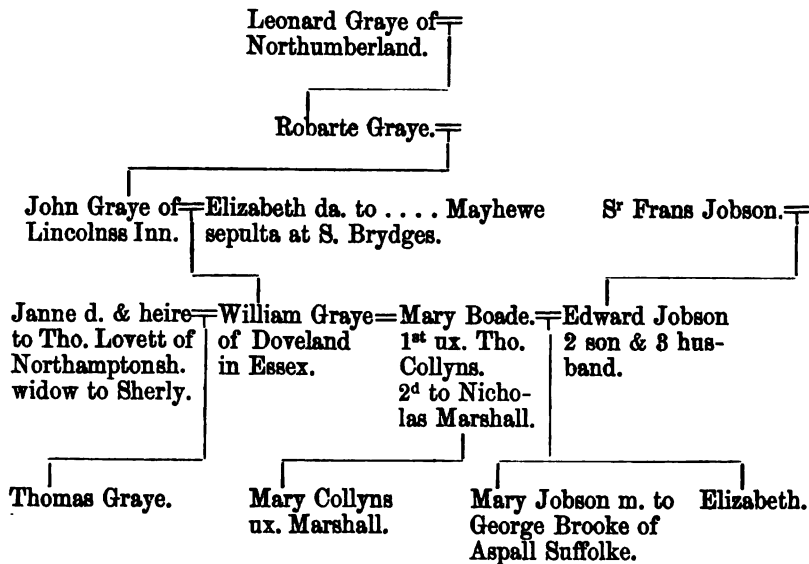 Leonard Graye of
Northumberland.
Robarte Graye.
John Graye of
Lincolnss Inn.
Elizabeth da. to .... Mayhewe
sepulta at S. Brydges.
Sʳ Frans Jobson.
Janne d. & heire
to Tho. Lovett of
Northamptonsh.
widow to Sherly.
William Graye
of Doveland
in Essex.
Mary Boade.
1ˢᵗ ux. Tho.
Collyns.
2ᵈ to Nicho-
las Marshall.
Edward Jobson
2 son & 3 hus-
band.
Thomas Graye.
Mary Collyns
ux. Marshall.
Mary Jobson m. to
George Brooke of
Aspall Suffolke.
Elizabeth.